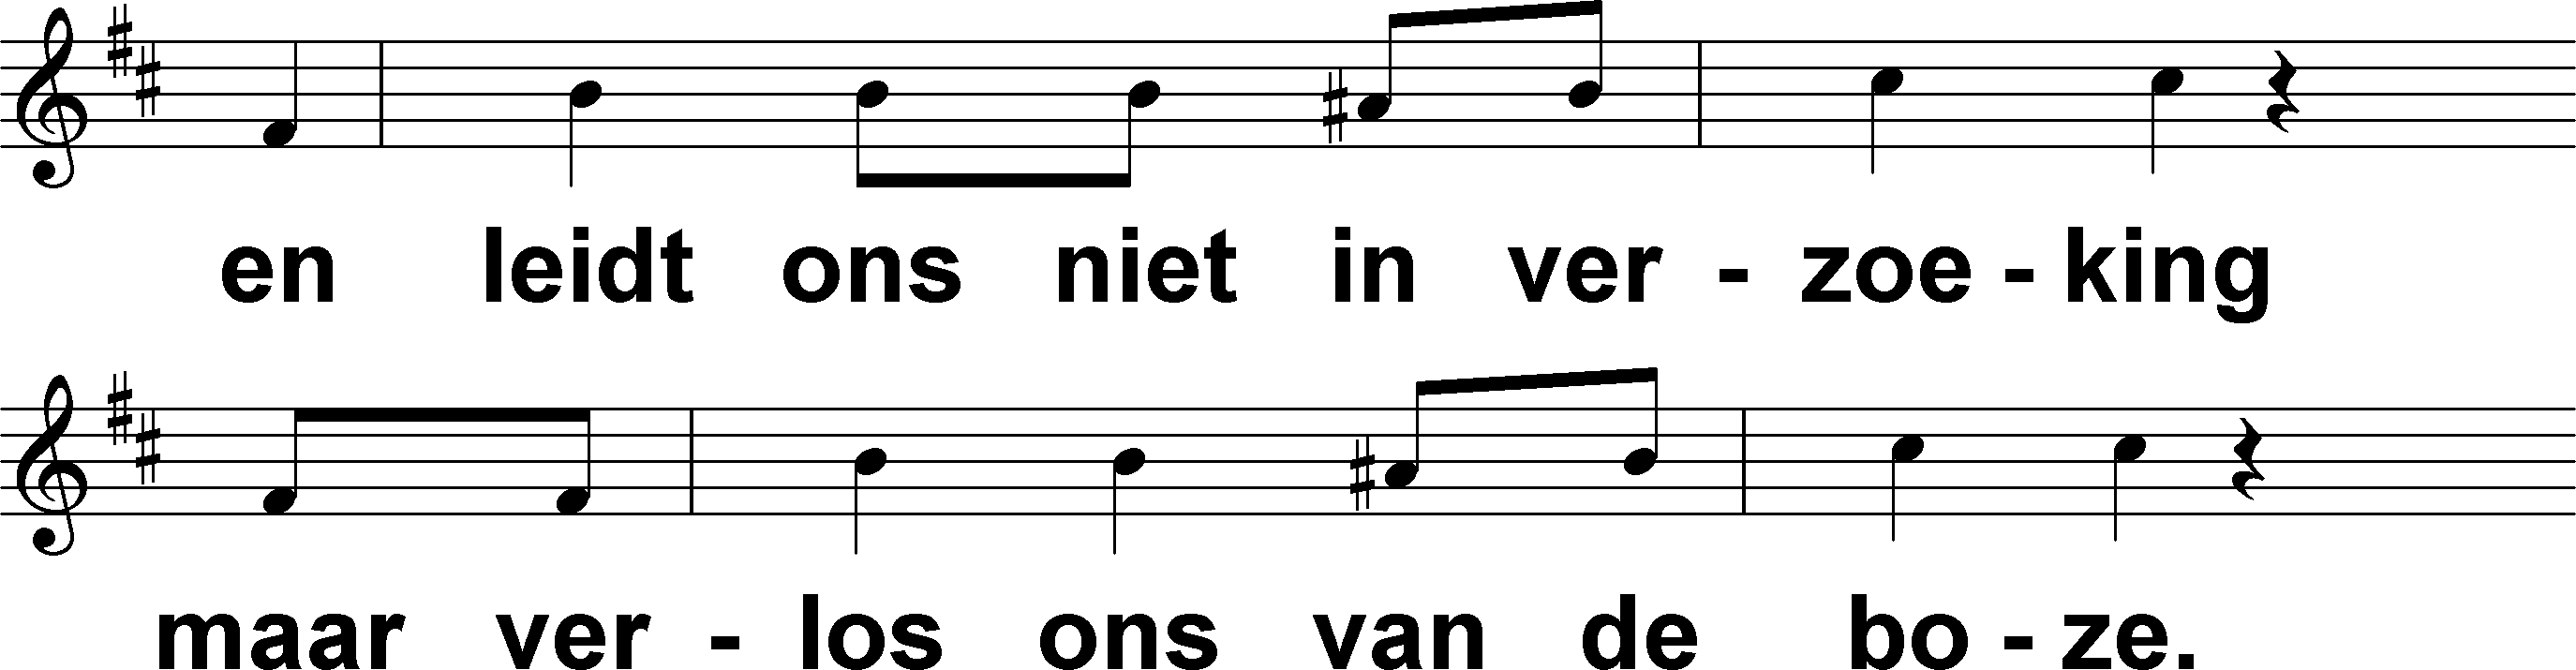 en leidt ons niet in ver - zoe - king
maar ver - los ons van de bo - ze.